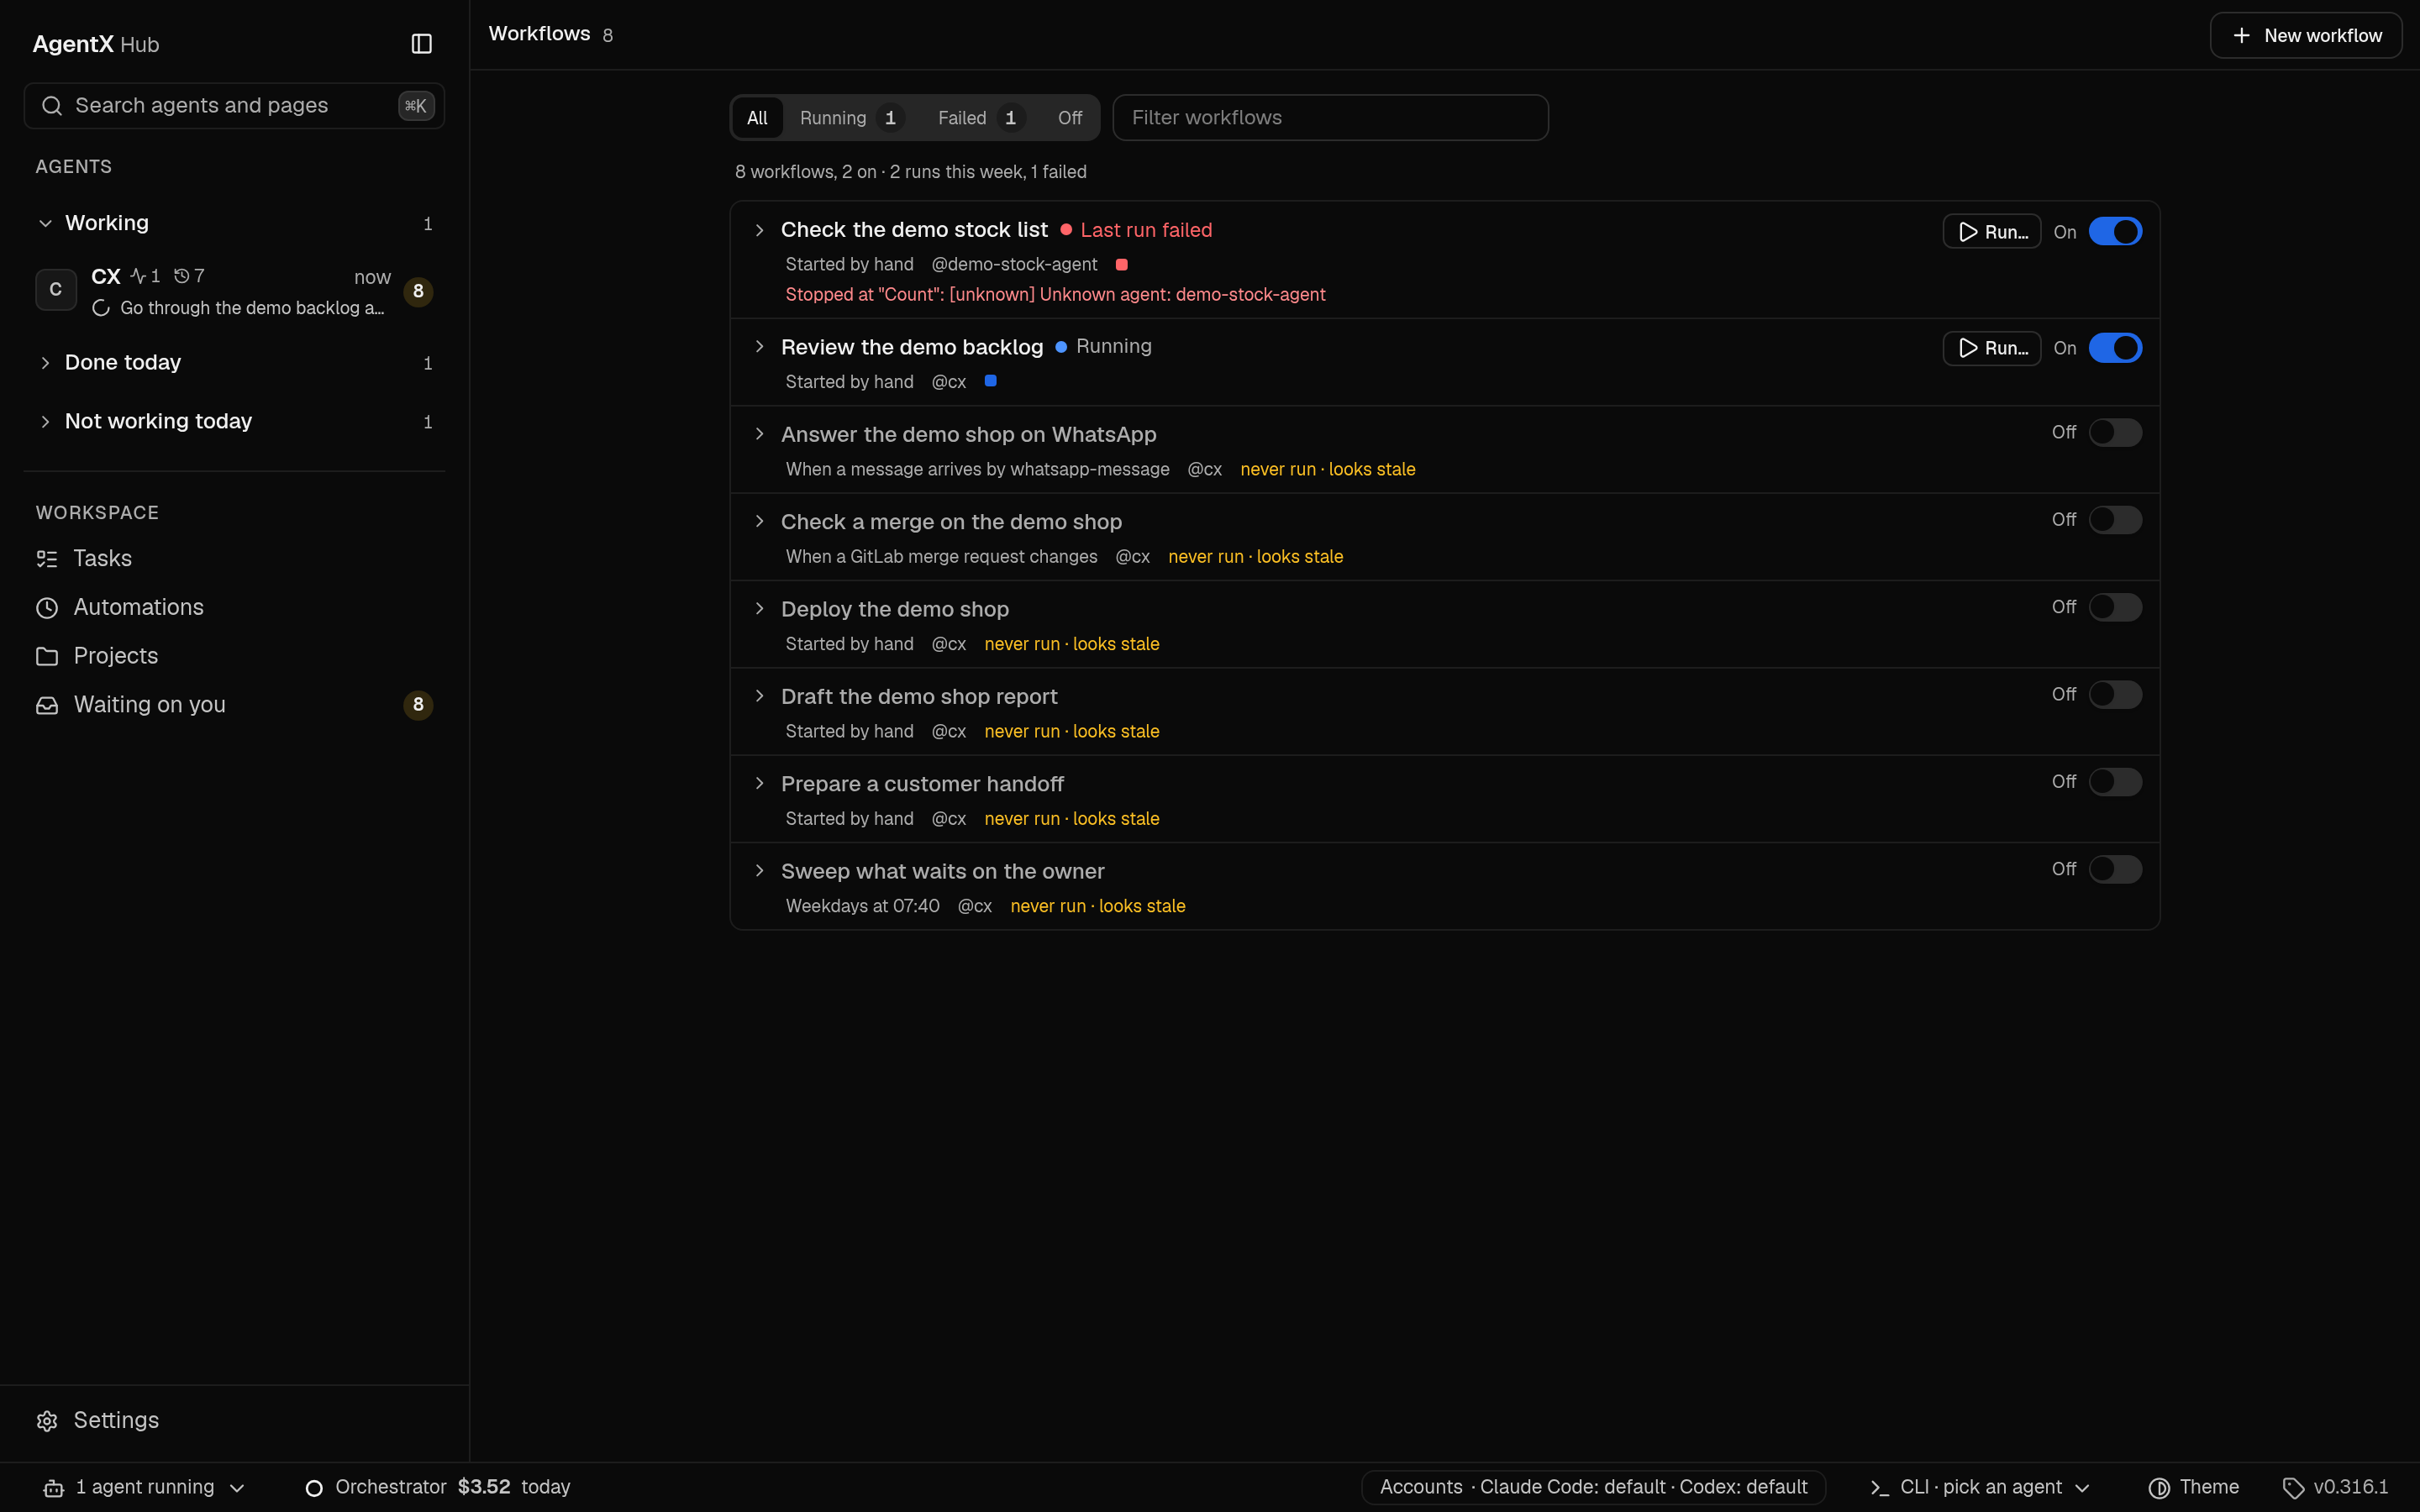 AgentX Hub
Search agents and pages ⌘K
AGENTS
Working 1
C CX 1 7 now 8
Go through the demo backlog a…
Done today 1
Not working today 1
WORKSPACE
Tasks
Automations
Projects
Waiting on you 8
Settings
Workflows 8
New workflow
All Running 1 Failed 1 Off Filter workflows
8 workflows, 2 on · 2 runs this week, 1 failed
Check the demo stock list Last run failed Run… On
Started by hand @demo-stock-agent
Stopped at "Count": [unknown] Unknown agent: demo-stock-agent
Review the demo backlog Running Run… On
Started by hand @cx
Answer the demo shop on WhatsApp Off
When a message arrives by whatsapp-message @cx never run · looks stale
Check a merge on the demo shop Off
When a GitLab merge request changes @cx never run · looks stale
Deploy the demo shop Off
Started by hand @cx never run · looks stale
Draft the demo shop report Off
Started by hand @cx never run · looks stale
Prepare a customer handoff Off
Started by hand @cx never run · looks stale
Sweep what waits on the owner Off
Weekdays at 07:40 @cx never run · looks stale
1 agent running Orchestrator $3.52 today Accounts · Claude Code: default · Codex: default CLI · pick an agent Theme v0.316.1